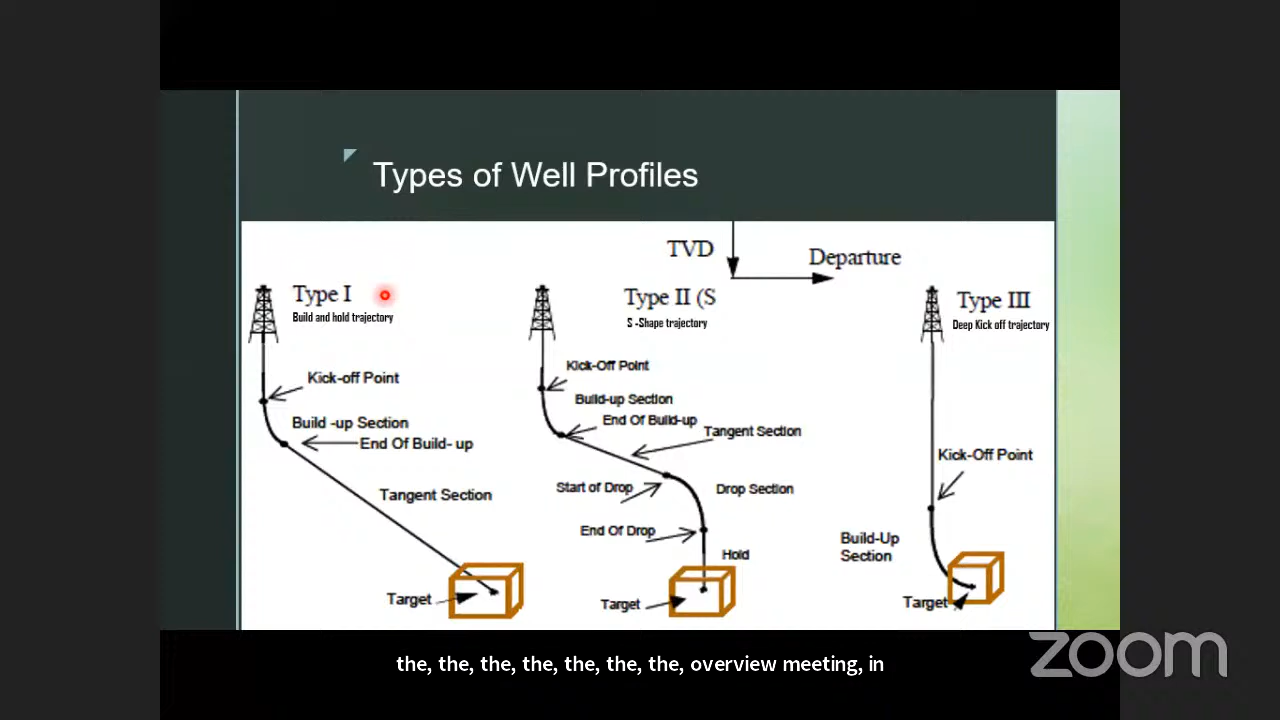 Types of Well Profiles
TVD
Departure
Type I
Build and hold trajectory
Kick-off Point
Build -up Section
End Of Build- up
Tangent Section
Target
Type II (S
S -Shape trajectory
Kick-Off Point
Build-up Section
End Of Build-up
Tangent Section
Start of Drop
Drop Section
End Of Drop
Hold
Target
Type III
Deep Kick off trajectory
Kick-Off Point
Build-Up
Section
Target
the, the, the, the, the, the, the, overview meeting, in
zoom